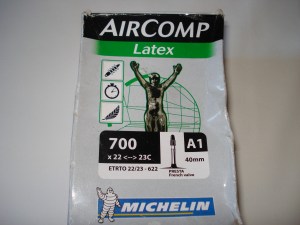 AIRCOMP
Latex
700
x 22 <--> 23C
ETRTO 22/23 - 622
A1
40mm
PRESTA
French valve
MICHELIN